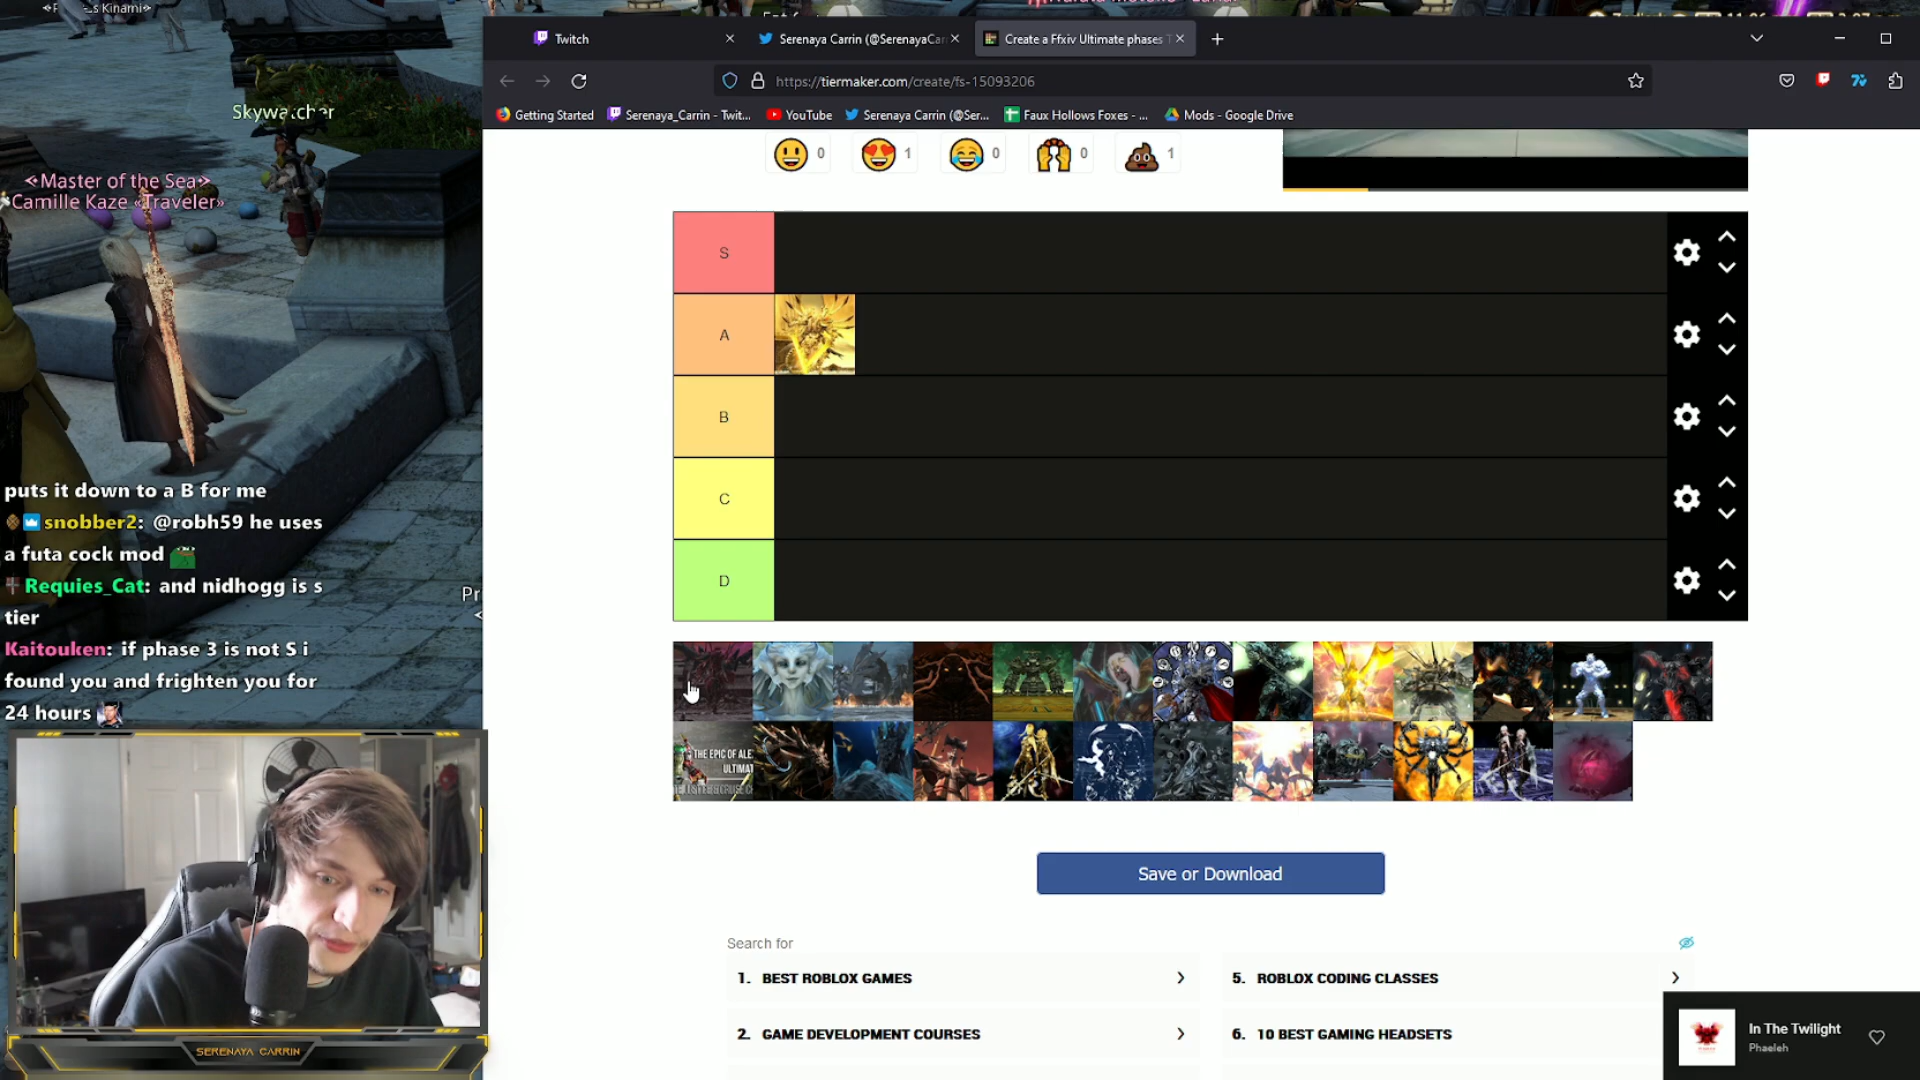 Kinami
Skywatcher
«Master of the Sea»
Camille Kaze «Traveler»
puts it down to a B for me
snobber2: @robh59 he uses
a futa cock mod
Requies_Cat: and nidhogg is s
tier
Kaitouken: if phase 3 is not S i
found you and frighten you for
24 hours
SERENAYA CARRIN
Twitch
Serenaya Carrin (@SerenayaCar
Create a Ffxiv Ultimate phases T
https://tiermaker.com/create/fs-15093206
Getting Started
Serenaya_Carrin - Twit...
YouTube
Serenaya Carrin (@Ser...
Faux Hollows Foxes - ...
Mods - Google Drive
0
1
0
0
1
S
A
B
C
D
THE EPIC OF ALE
ULTIMAT
Save or Download
Search for
1. BEST ROBLOX GAMES
5. ROBLOX CODING CLASSES
2. GAME DEVELOPMENT COURSES
6. 10 BEST GAMING HEADSETS
In The Twilight
Phaeleh